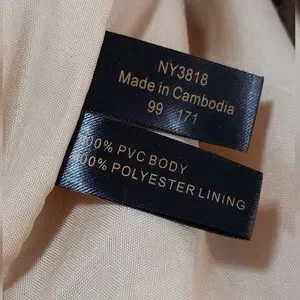 NY3818
Made in Cambodia
99 171
00% PVC BODY
00% POLYESTER LINING